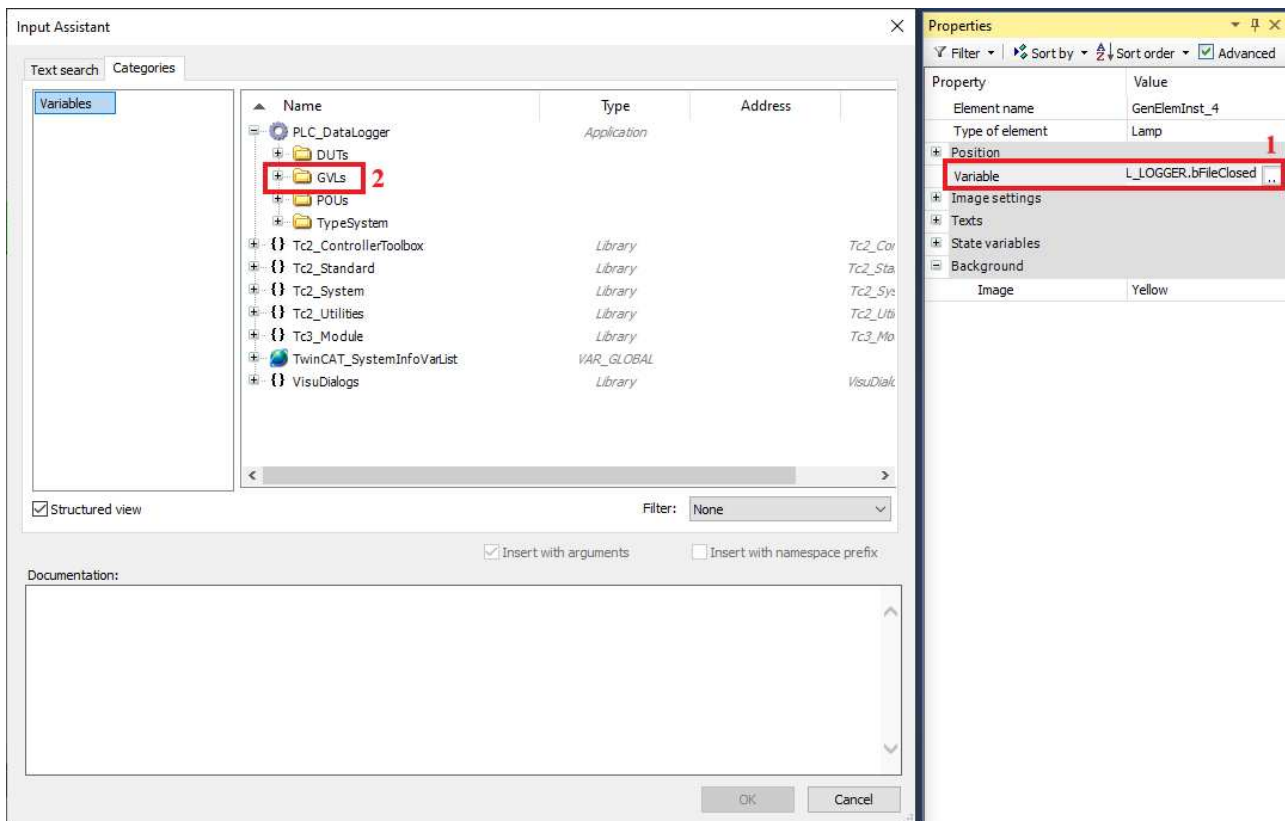 Input Assistant
Text search Categories
Variables
Name Type Address
PLC_DataLogger Application
DUTs
GVLs 2
POUs
TypeSystem
Tc2_ControllerToolbox Library Tc2_Co
Tc2_Standard Library Tc2_Sta
Tc2_System Library Tc2_Sys
Tc2_Utilities Library Tc2_Uti
Tc3_Module Library Tc3_Mo
TwinCAT_SystemInfoVarList VAR_GLOBAL
{} VisuDialogs Library VisuDialo
Structured view
Filter: None
Insert with arguments Insert with namespace prefix
Documentation:
OK Cancel
Properties
Filter Sort by Sort order Advanced
Property Value
Element name GenElemInst_4
Type of element Lamp
Position 1
Variable L_LOGGER.bFileClosed ..
Image settings
Texts
State variables
Background
Image Yellow